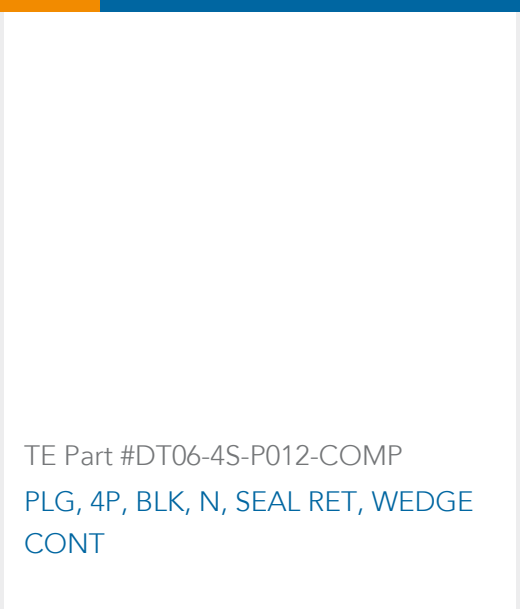 TE Part #DT06-4S-P012-COMP
PLG, 4P, BLK, N, SEAL RET, WEDGE
CONT